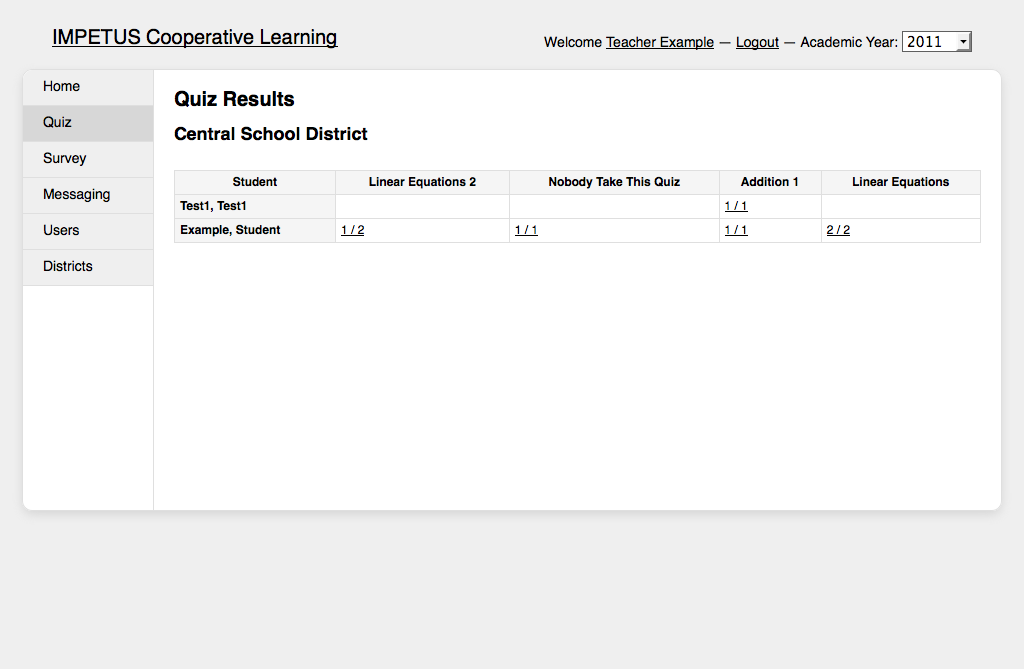 IMPETUS Cooperative Learning
Welcome Teacher Example — Logout — Academic Year: 2011
Home
Quiz
Survey
Messaging
Users
Districts
Quiz Results
Central School District
Student Linear Equations 2 Nobody Take This Quiz Addition 1 Linear Equations
Test1, Test1 1 / 1
Example, Student 1 / 2 1 / 1 1 / 1 2 / 2